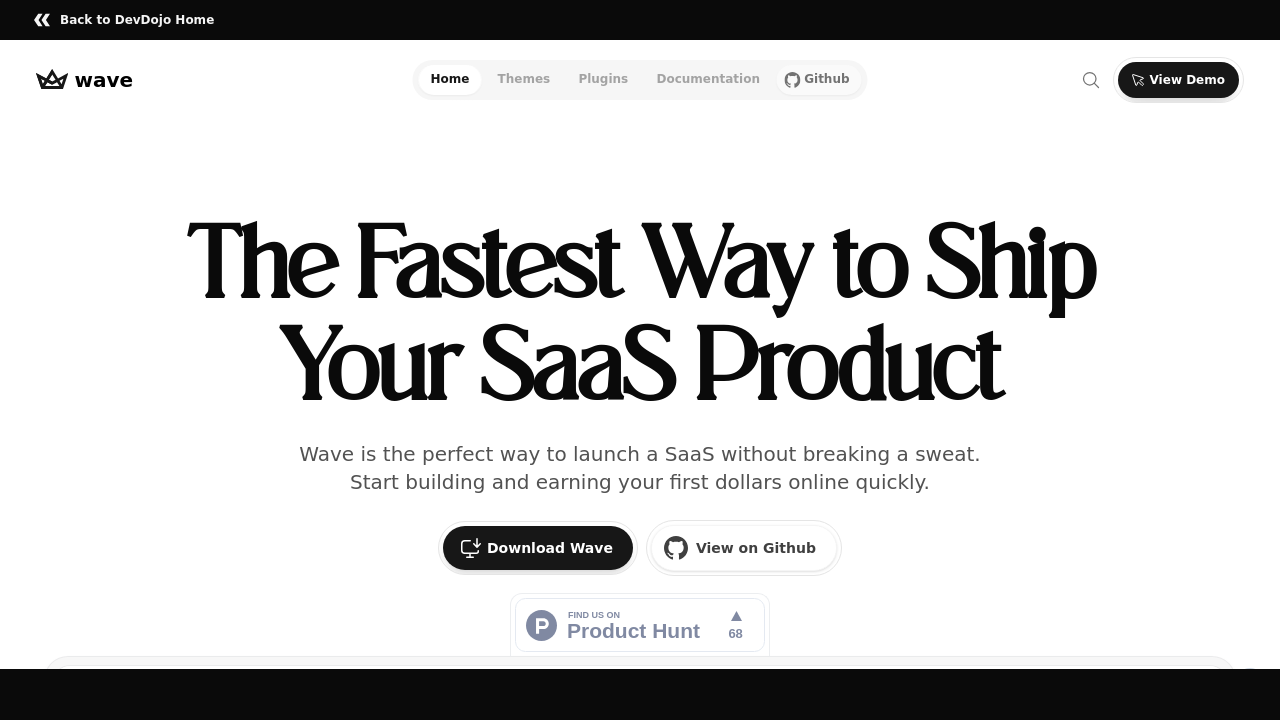 Back to DevDojo Home
wave
Home Themes Plugins Documentation Github
View Demo
The Fastest Way to Ship
Your SaaS Product
Wave is the perfect way to launch a SaaS without breaking a sweat.
Start building and earning your first dollars online quickly.
Download Wave
View on Github
FIND US ON
Product Hunt
68